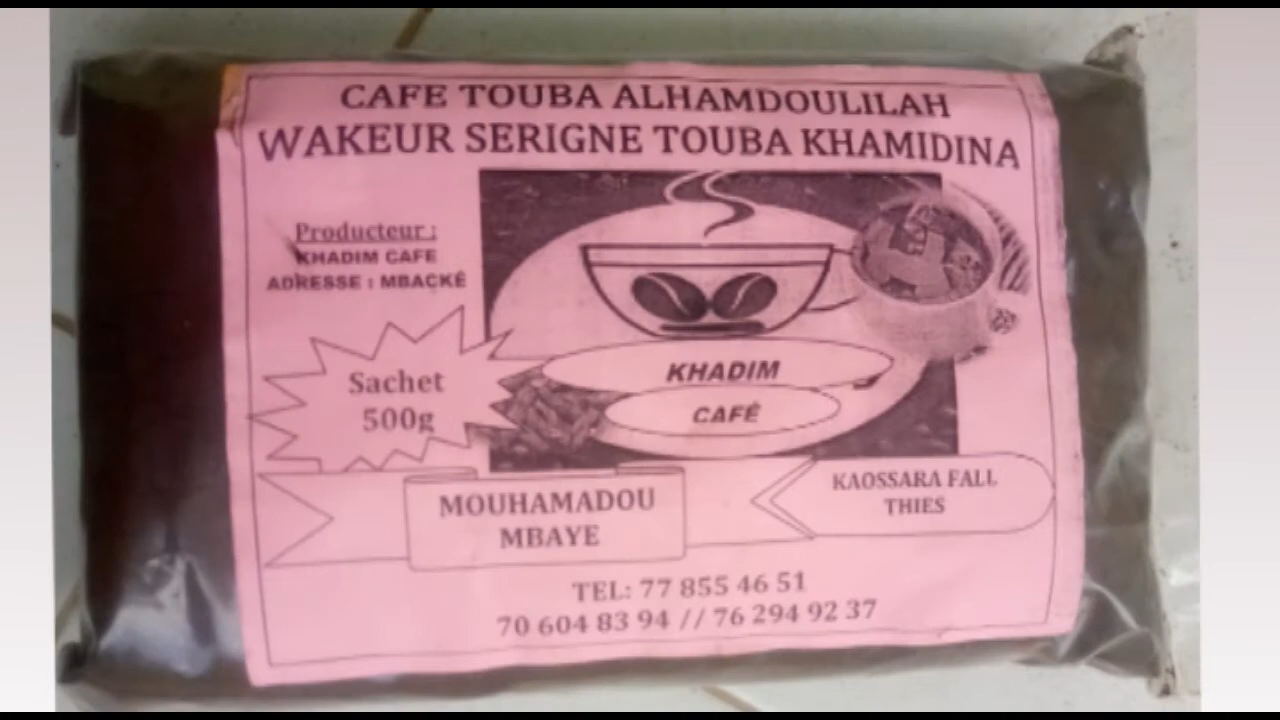 CAFE TOUBA ALHAMDOULILAH
WAKEUR SERIGNE TOUBA KHAMIDINA
Producteur :
KHADIM CAFE
ADRESSE : MBACKÉ
Sachet
500g
KHADIM
CAFÉ
MOUHAMADOU
MBAYE
KAOSSARA FALL
THIES
TEL: 77 855 46 51
70 604 83 94 // 76 294 92 37